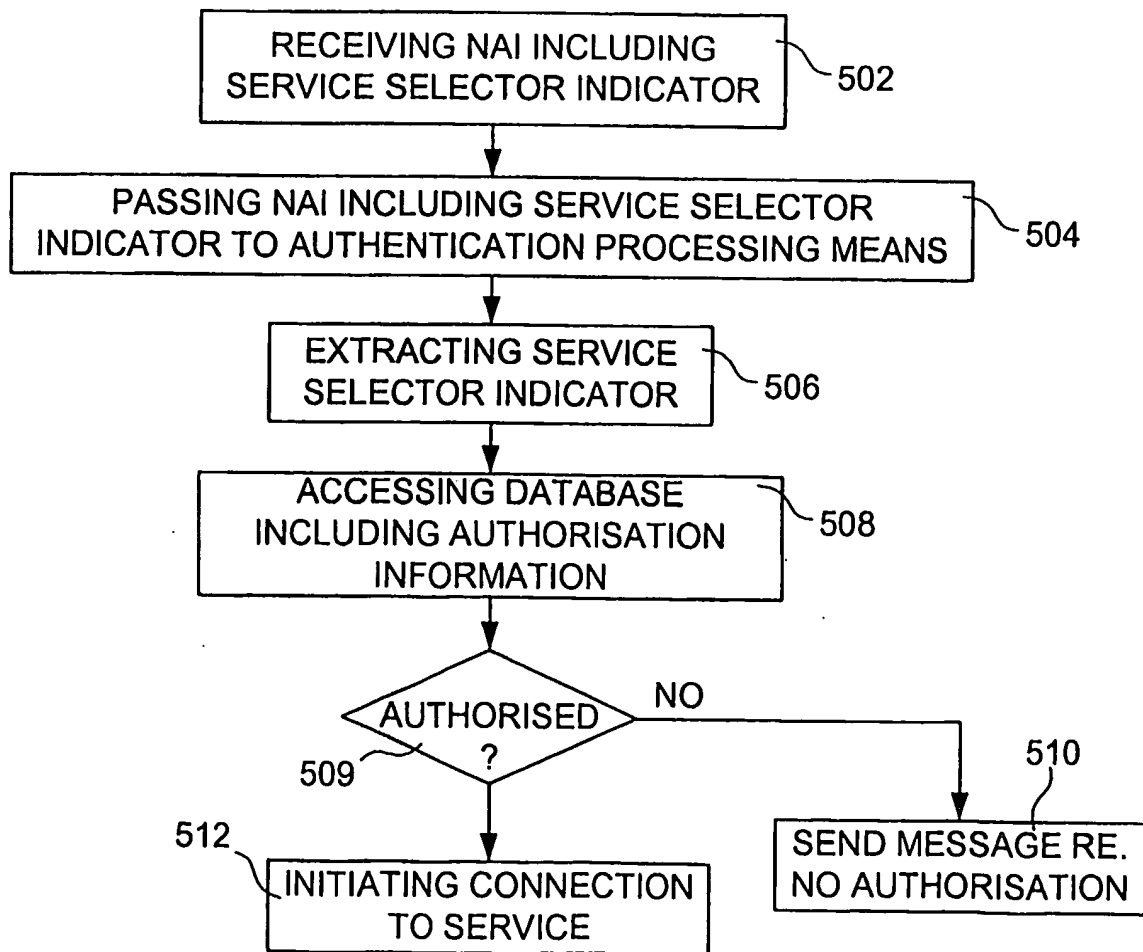 RECEIVING NAI INCLUDING
SERVICE SELECTOR INDICATOR
502
PASSING NAI INCLUDING SERVICE SELECTOR
INDICATOR TO AUTHENTICATION PROCESSING MEANS
504
EXTRACTING SERVICE
SELECTOR INDICATOR
506
ACCESSING DATABASE
INCLUDING AUTHORISATION
INFORMATION
508
AUTHORISED
?
509
NO
510
SEND MESSAGE RE.
NO AUTHORISATION
512
INITIATING CONNECTION
TO SERVICE